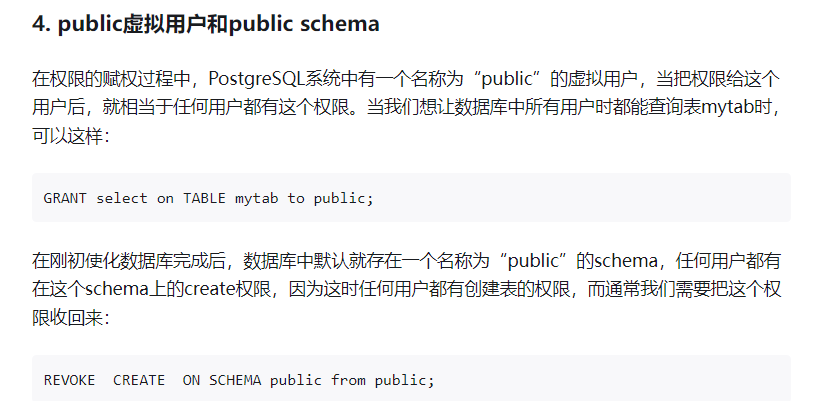 4. public虚拟用户和public schema
在权限的赋权过程中，PostgreSQL系统中有一个名称为“public”的虚拟用户，当把权限给这个
用户后，就相当于任何用户都有这个权限。当我们想让数据库中所有用户时都能查询表mytab时，
可以这样：
GRANT select on TABLE mytab to public;
在刚初使化数据库完成后，数据库中默认就存在一个名称为“public”的schema，任何用户都有
在这个schema上的create权限，因为这时任何用户都有创建表的权限，而通常我们需要把这个权
限收回来：
REVOKE  CREATE  ON SCHEMA public from public;